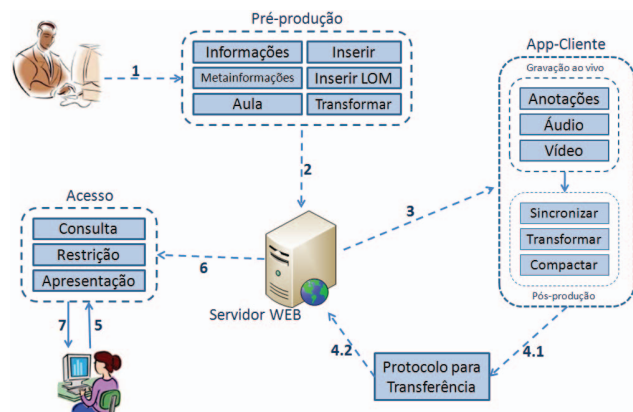 Pré-produção
Informações
Inserir
Metainformações
Inserir LOM
Aula
Transformar
1
2
App-Cliente
Gravação ao vivo
Anotações
Áudio
Vídeo
Sincronizar
Transformar
Compactar
Pós-produção
3
Acesso
Consulta
Restrição
Apresentação
6
Servidor WEB
7
5
4.2
4.1
Protocolo para
Transferência